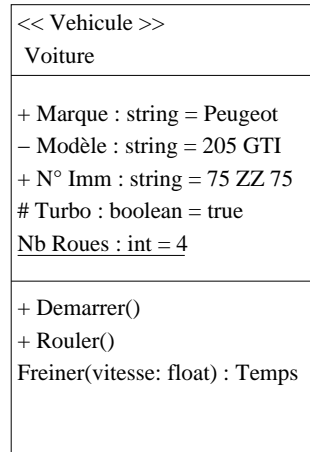 << Vehicule >>
Voiture
+ Marque : string = Peugeot
− Modèle : string = 205 GTI
+ N° Imm : string = 75 ZZ 75
# Turbo : boolean = true
Nb Roues : int = 4
+ Demarrer()
+ Rouler()
Freiner(vitesse: float) : Temps